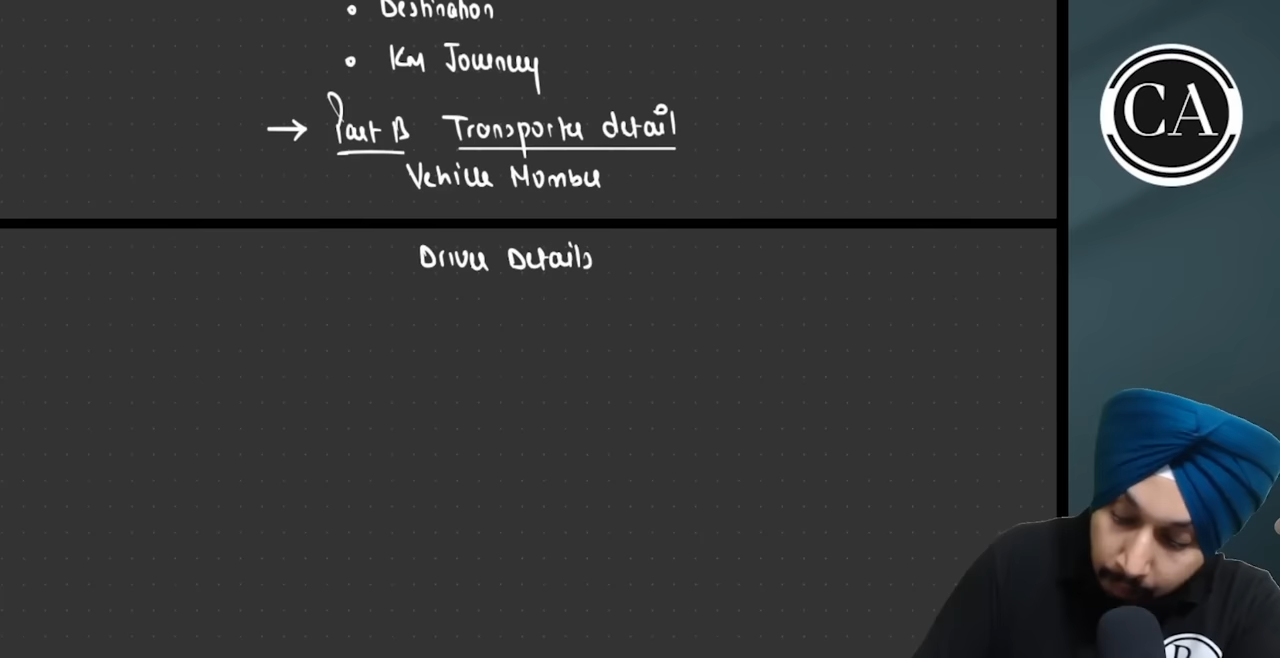 • Destination
• KM Journey
→ Part B Transporter detail
Vehicle Number
Driver Details
CA